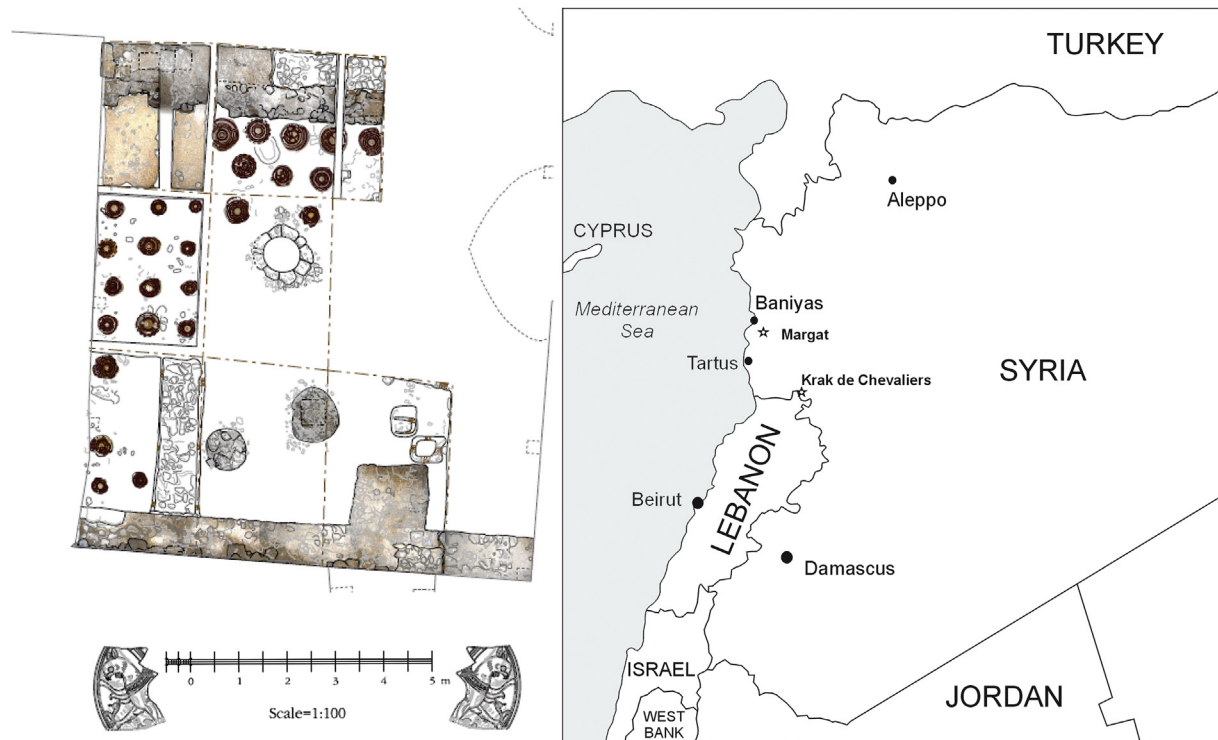 0 1 2 3 4 5 m
Scale=1:100
TURKEY
Aleppo
CYPRUS
Mediterranean
Sea
Baniyas
Margat
Tartus
SYRIA
Krak de Chevaliers
LEBANON
Beirut
Damascus
ISRAEL
WEST
BANK
JORDAN